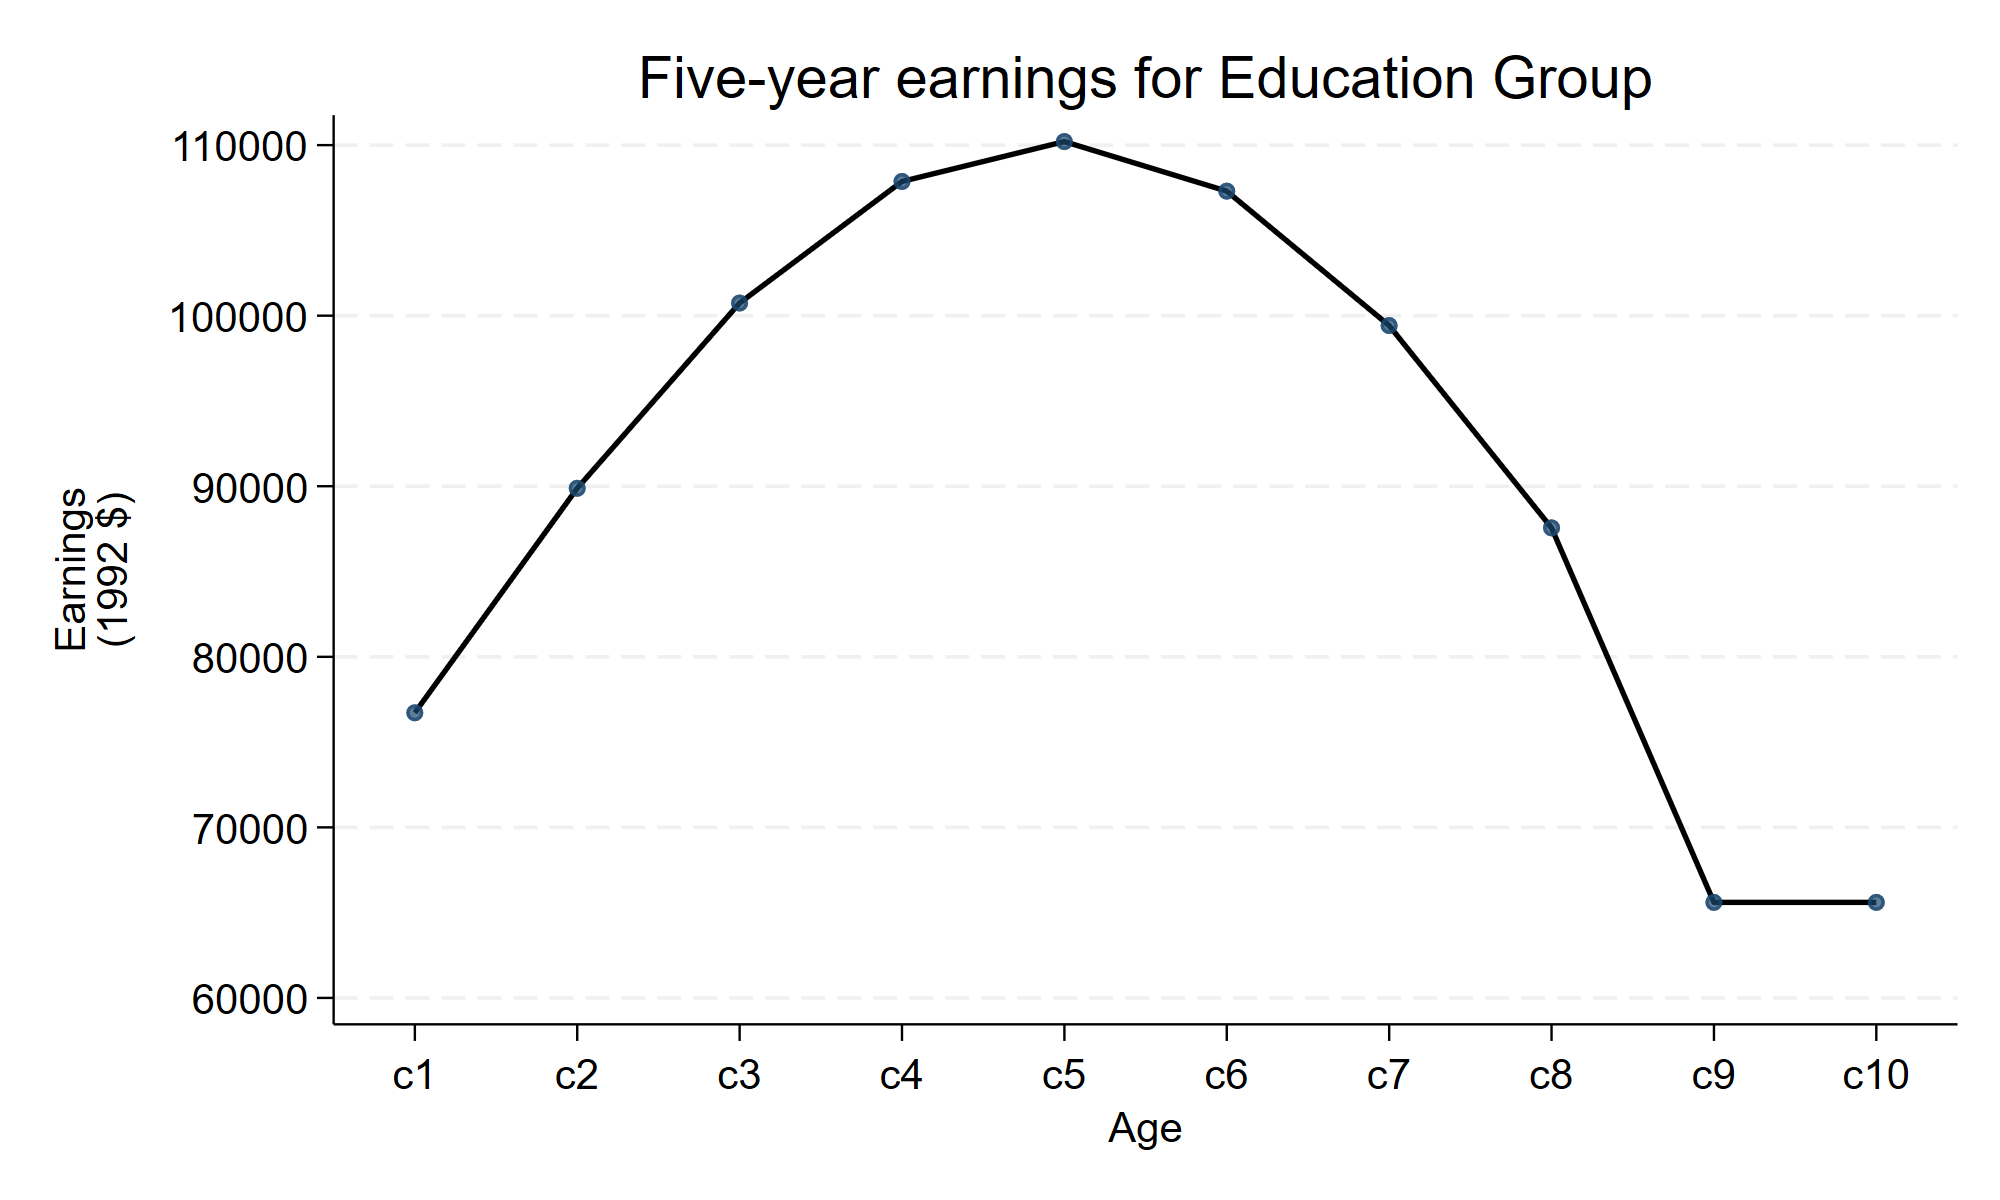 Five-year earnings for Education Group
Earnings
(1992 $)
110000
100000
90000
80000
70000
60000
c1 c2 c3 c4 c5 c6 c7 c8 c9 c10
Age